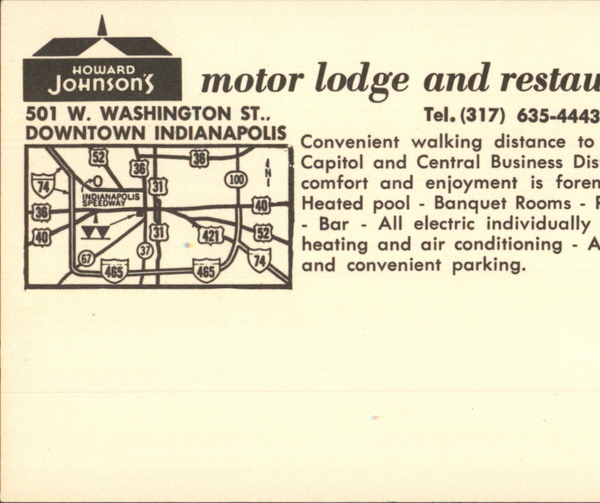 HOWARD
JOHNSON'S
motor lodge and restau
501 W. WASHINGTON ST..
DOWNTOWN INDIANAPOLIS
Tel. (317) 635-4443
Convenient walking distance to
Capitol and Central Business Dis
comfort and enjoyment is forem
Heated pool - Banquet Rooms - R
- Bar - All electric individually
heating and air conditioning - A
and convenient parking.
52
36
36
N
74
INDIANAPOLIS
SPEEDWAY
31
100
36
40
40
31
421
52
67
37
74
465
465